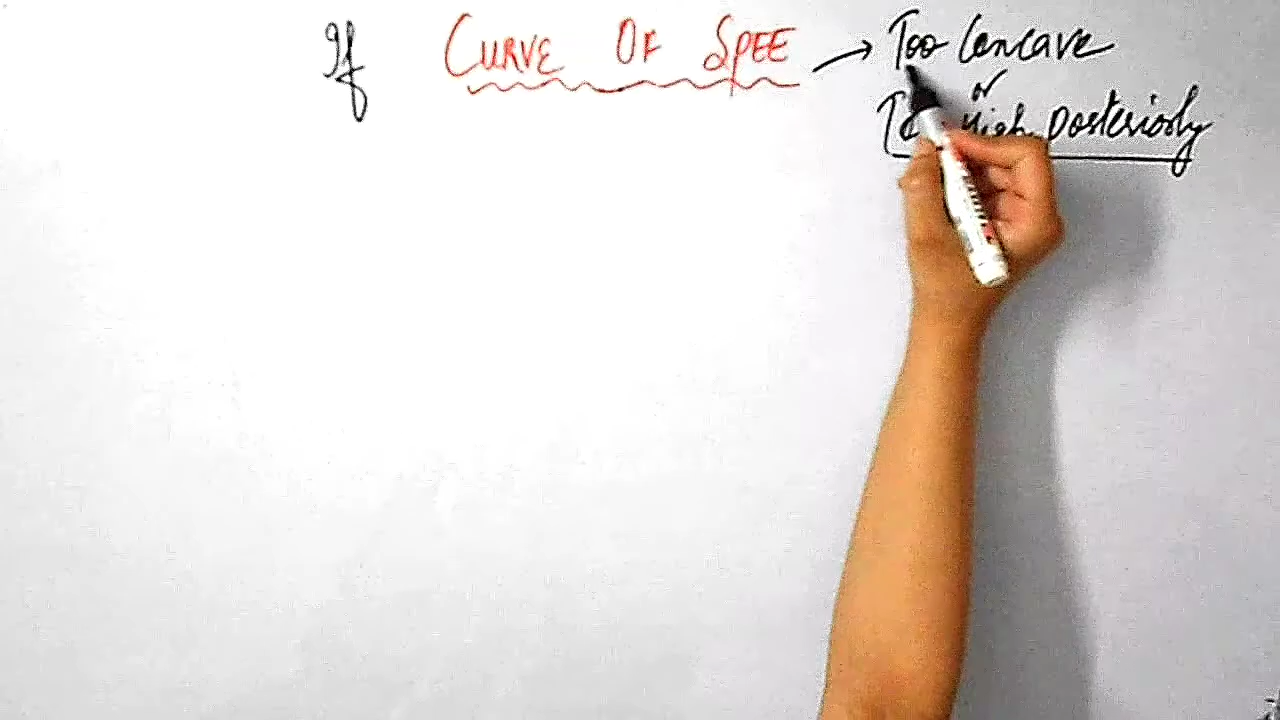 If CURVE OF SPEE → Too Concave
or
High Posteriorly